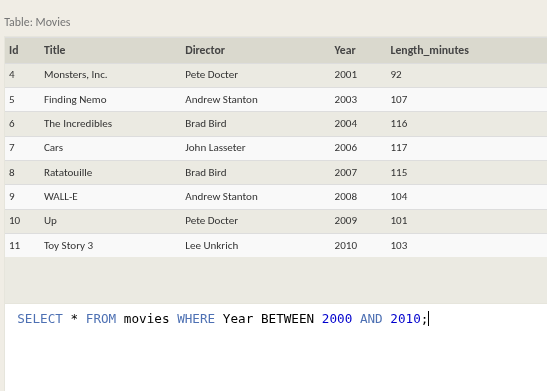 Table: Movies
Id Title Director Year Length_minutes
4 Monsters, Inc. Pete Docter 2001 92
5 Finding Nemo Andrew Stanton 2003 107
6 The Incredibles Brad Bird 2004 116
7 Cars John Lasseter 2006 117
8 Ratatouille Brad Bird 2007 115
9 WALL-E Andrew Stanton 2008 104
10 Up Pete Docter 2009 101
11 Toy Story 3 Lee Unkrich 2010 103
SELECT * FROM movies WHERE Year BETWEEN 2000 AND 2010;